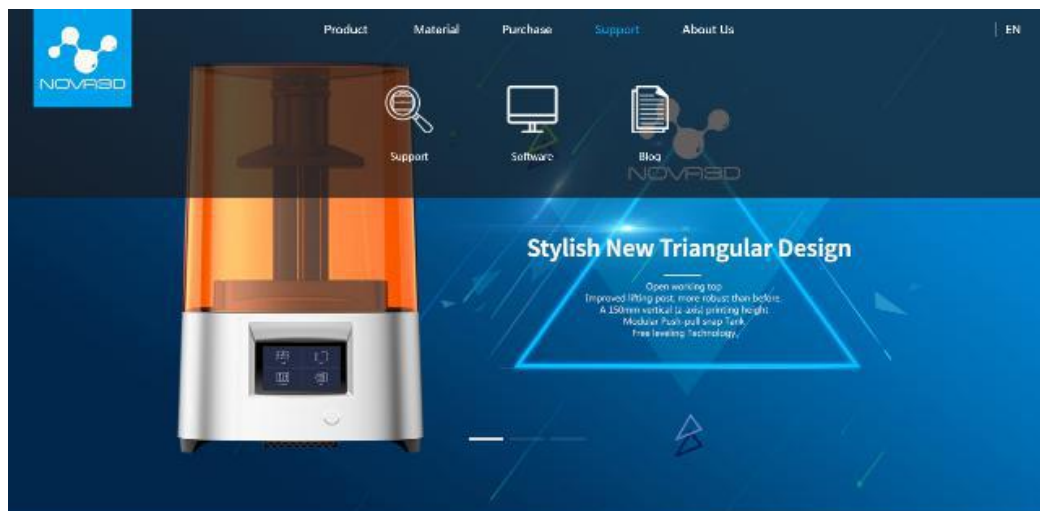 Product Material Purchase Support About Us | EN
NOVA3D
Support Software Blog
NOVA3D
Stylish New Triangular Design
Open working top
Improved lifting post, more robust than before.
A 150mm vertical (z-axis) printing height
Modular Push-pull snap Tank
Free leveling Technology.